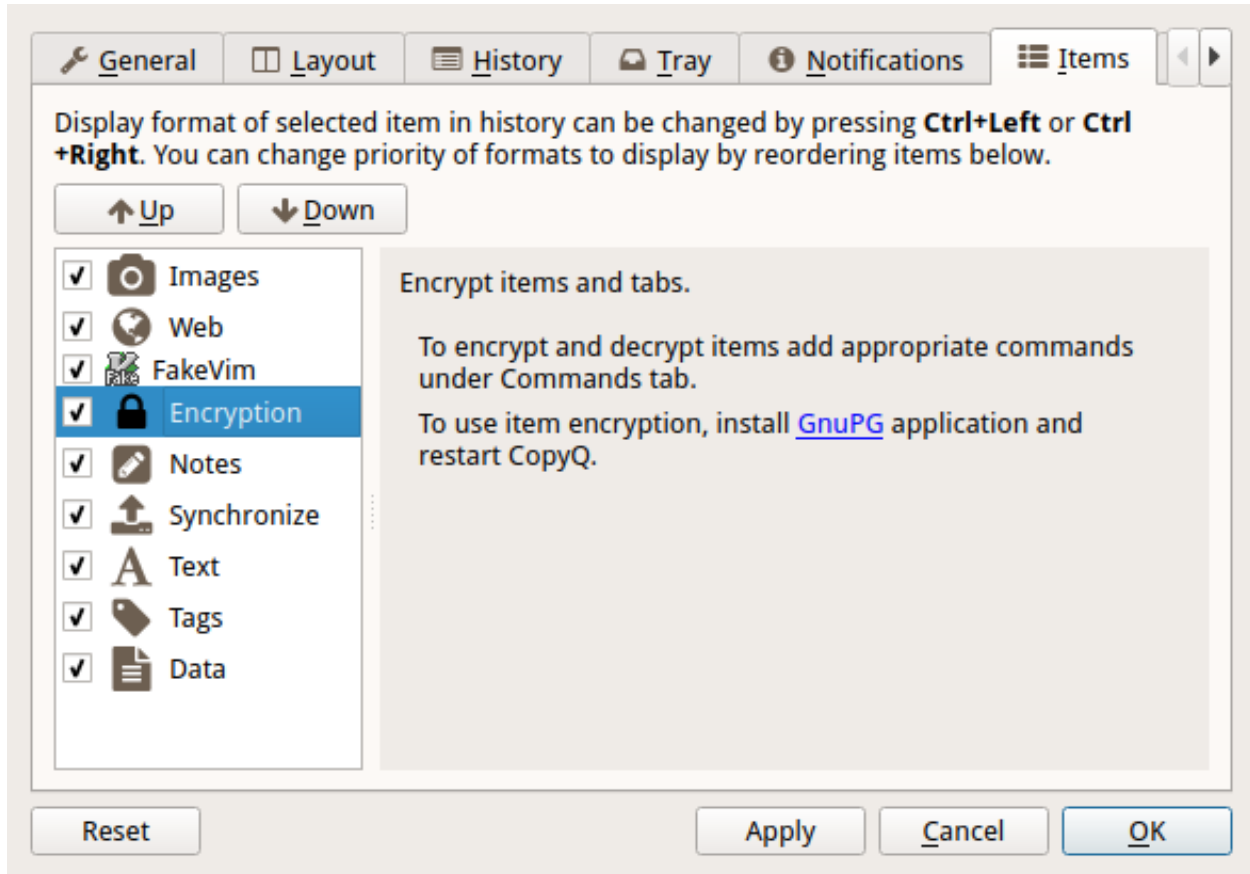 General Layout History Tray Notifications Items
Display format of selected item in history can be changed by pressing Ctrl+Left or Ctrl
+Right. You can change priority of formats to display by reordering items below.
Up Down
Images
Web
FakeVim
Encryption
Notes
Synchronize
Text
Tags
Data
Encrypt items and tabs.
To encrypt and decrypt items add appropriate commands
under Commands tab.
To use item encryption, install GnuPG application and
restart CopyQ.
Reset Apply Cancel OK